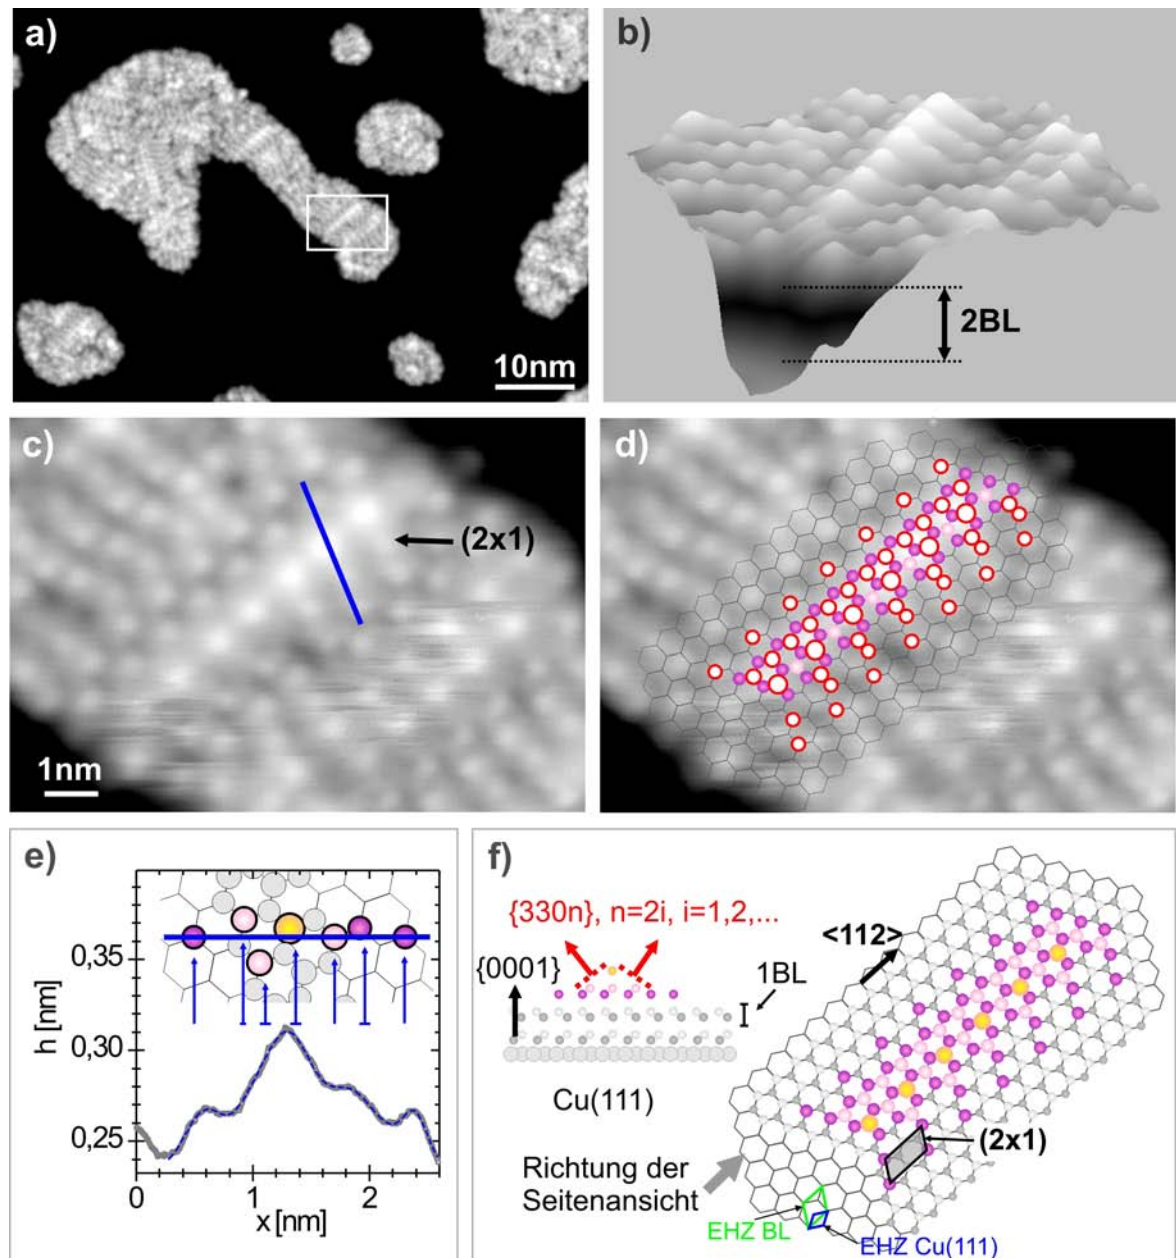 a)
10nm
b)
2BL
c)
(2x1)
1nm
d)
e)
h [nm]
0,35
0,30
0,25
0
1
2
x [nm]
f)
{330n}, n=2i, i=1,2,...
{0001}
1BL
Cu(111)
<112>
(2x1)
Richtung der
Seitenansicht
EHZ BL
EHZ Cu(111)